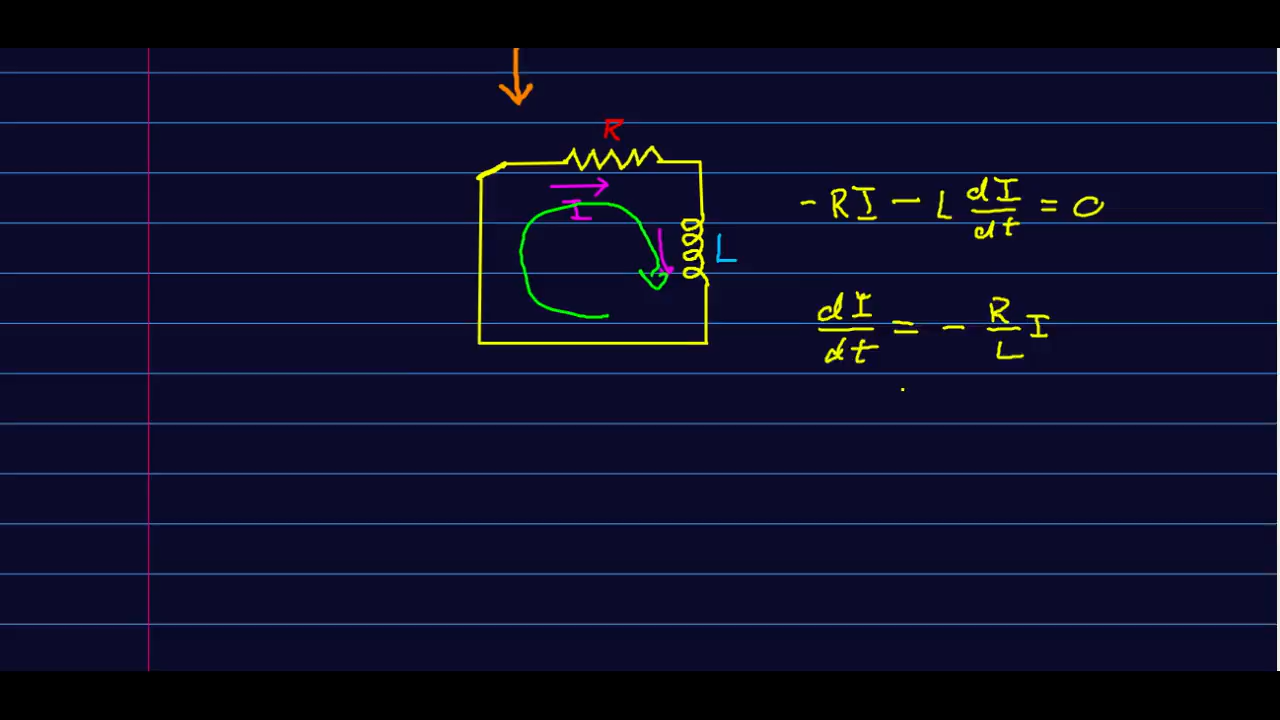 R
I
L
-RI - L dI/dt = 0
dI/dt = - R/L I